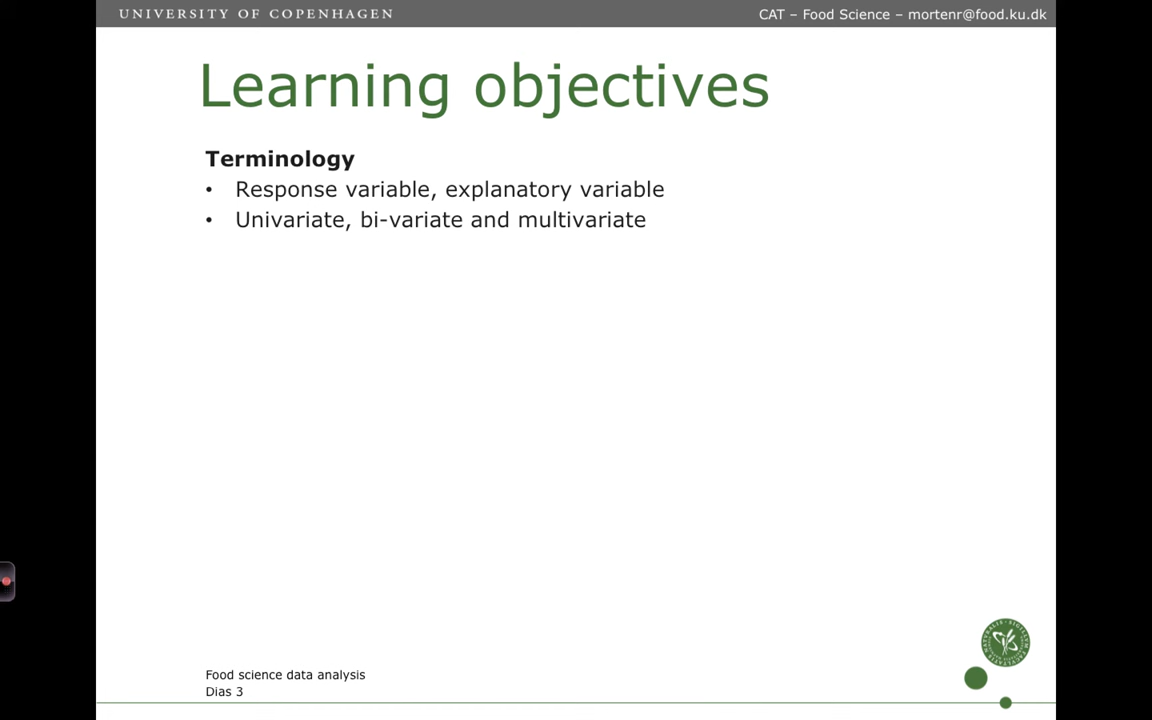 UNIVERSITY OF COPENHAGEN
CAT – Food Science – mortenr@food.ku.dk
Learning objectives
Terminology
• Response variable, explanatory variable
• Univariate, bi-variate and multivariate
Food science data analysis
Dias 3